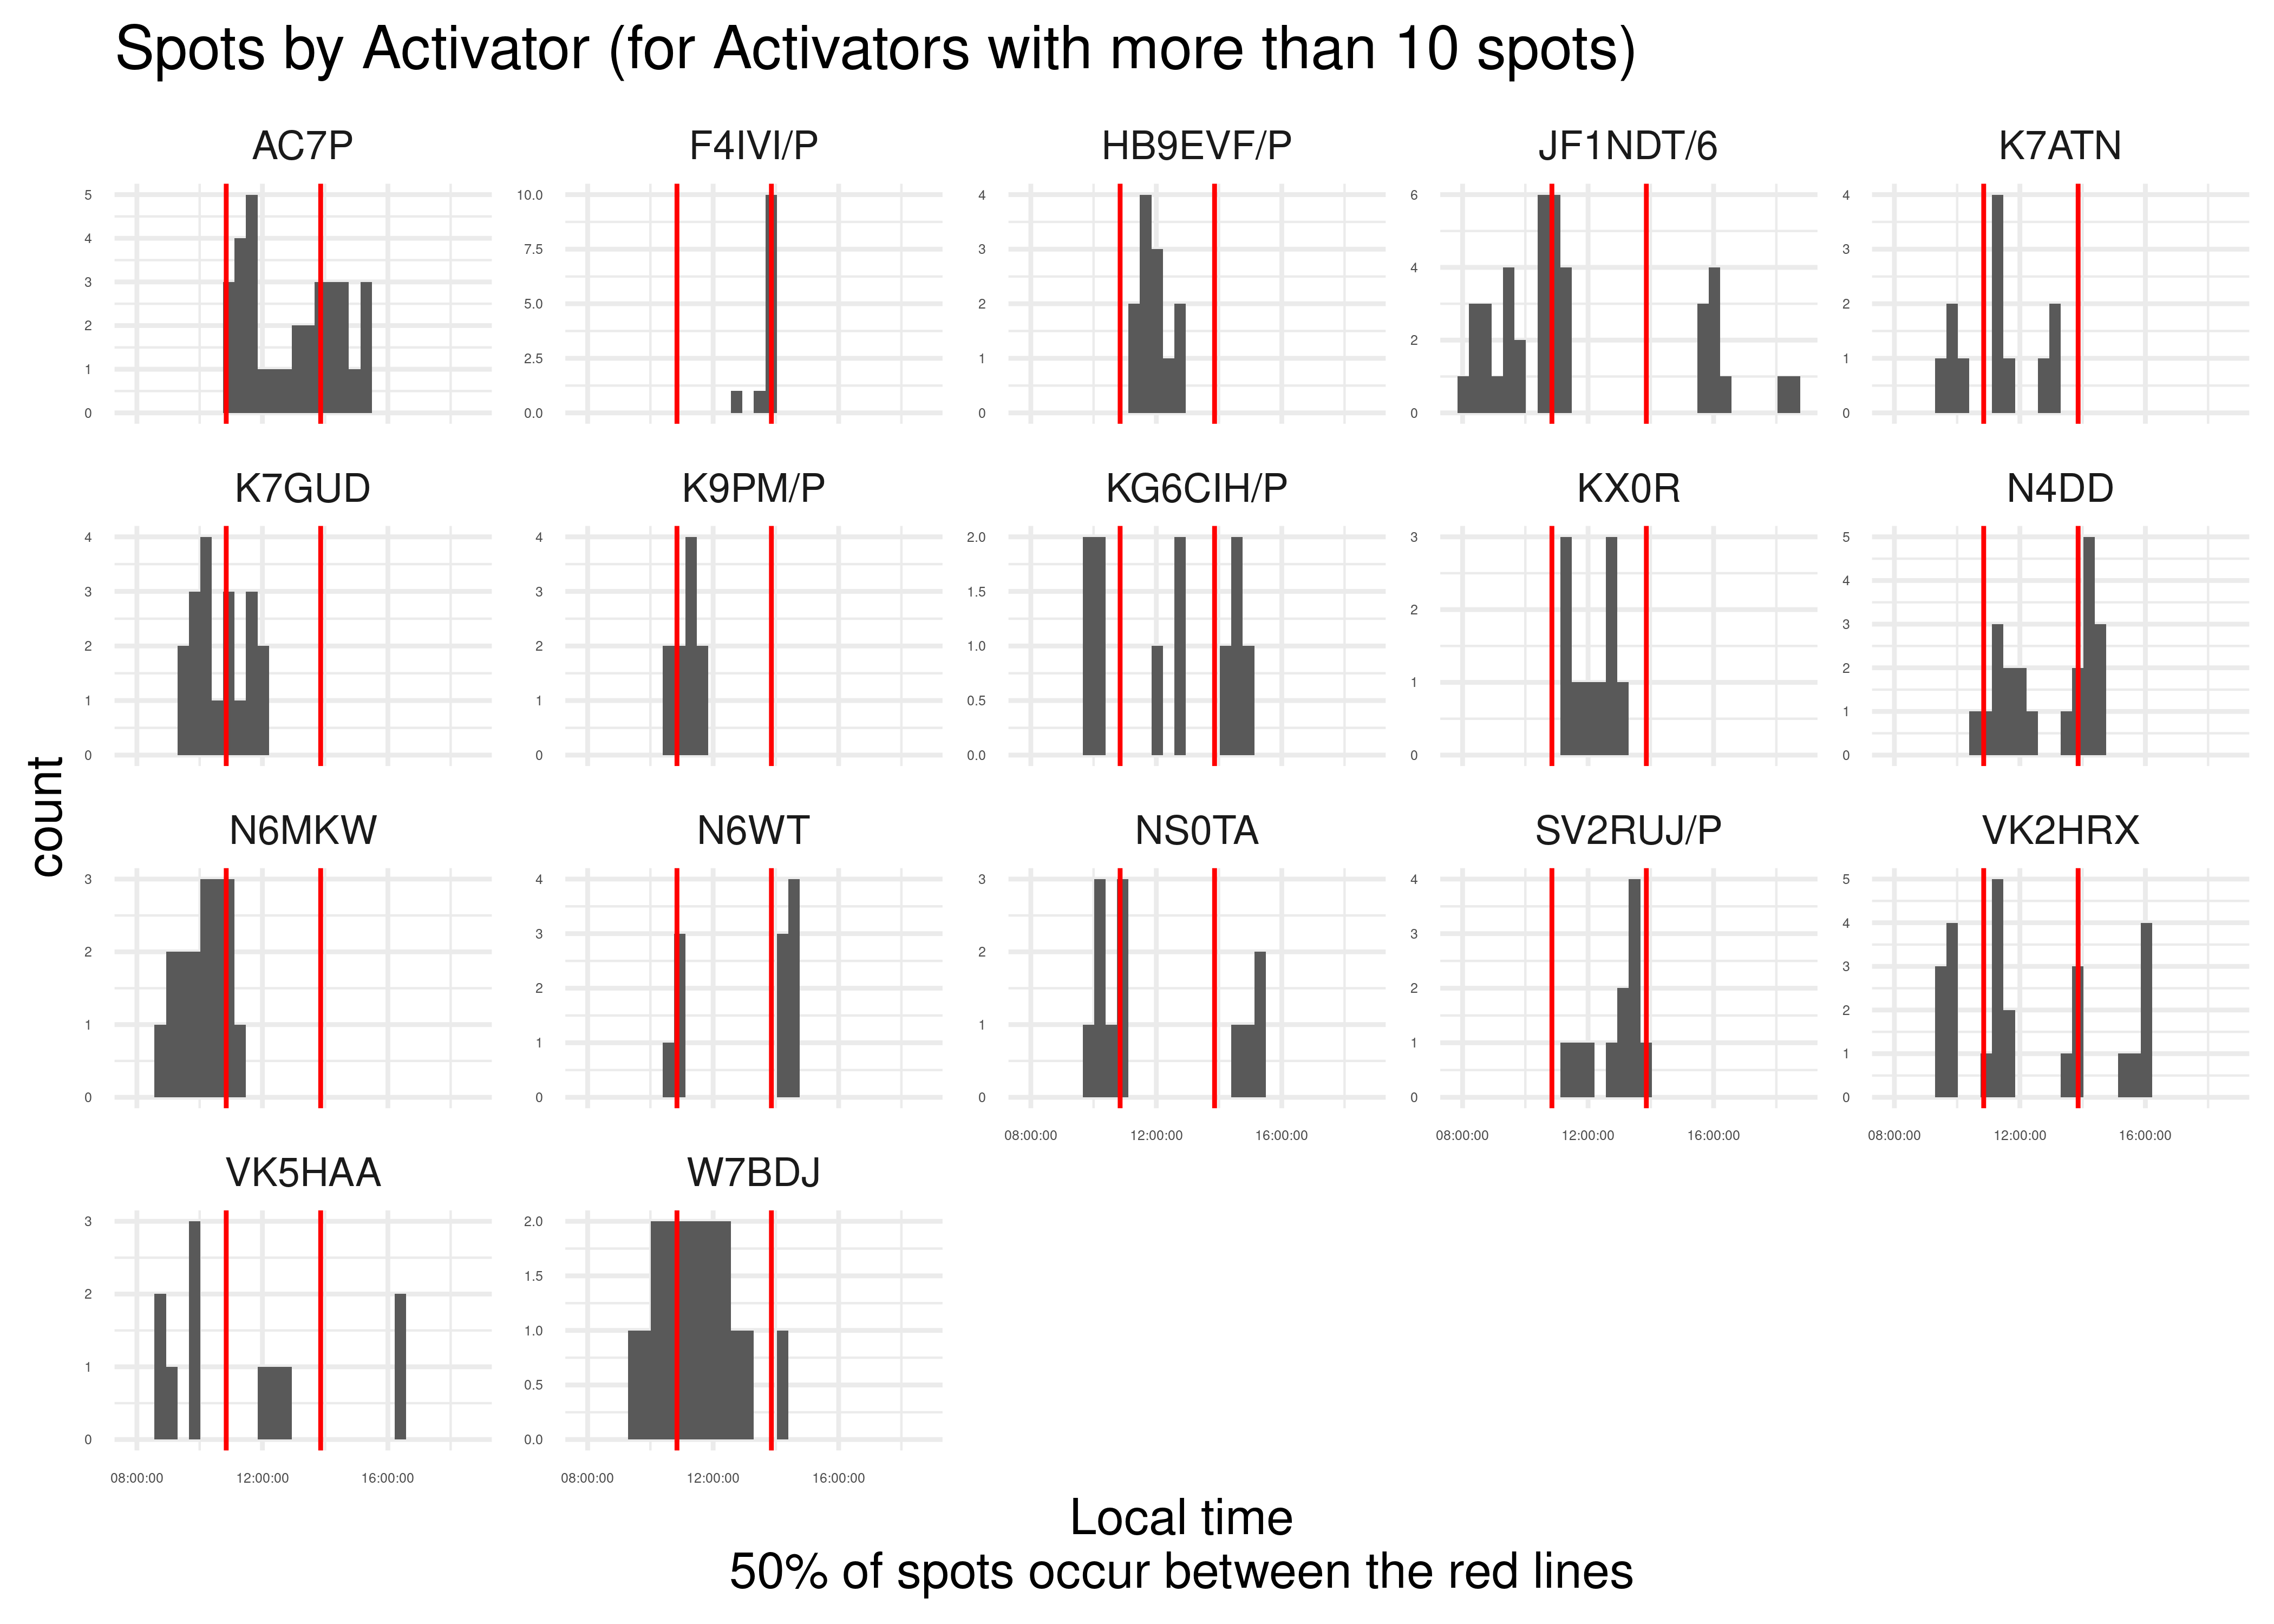 Spots by Activator (for Activators with more than 10 spots)
AC7P F4IVI/P HB9EVF/P JF1NDT/6 K7ATN
5 10.0 4 6 4
4 7.5 3 4 3
3 5.0 2 2 2
2 2.5 1 0 1
1 0.0 0 0
0
K7GUD K9PM/P KG6CIH/P KX0R N4DD
4 4 2.0 3 5
3 3 1.5 2 4
2 2 1.0 1 3
1 1 0.5 0 2
0 0 0.0 1
0
count
N6MKW N6WT NS0TA SV2RUJ/P VK2HRX
3 4 3 4 5
2 3 2 3 4
1 2 1 2 3
0 1 0 1 2
0 0 1
0
08:00:00 12:00:00 16:00:00 08:00:00 12:00:00 16:00:00 08:00:00 12:00:00 16:00:00
VK5HAA W7BDJ
3 2.0
2 1.5
1 1.0
0 0.5
0.0
08:00:00 12:00:00 16:00:00 08:00:00 12:00:00 16:00:00
Local time
50% of spots occur between the red lines